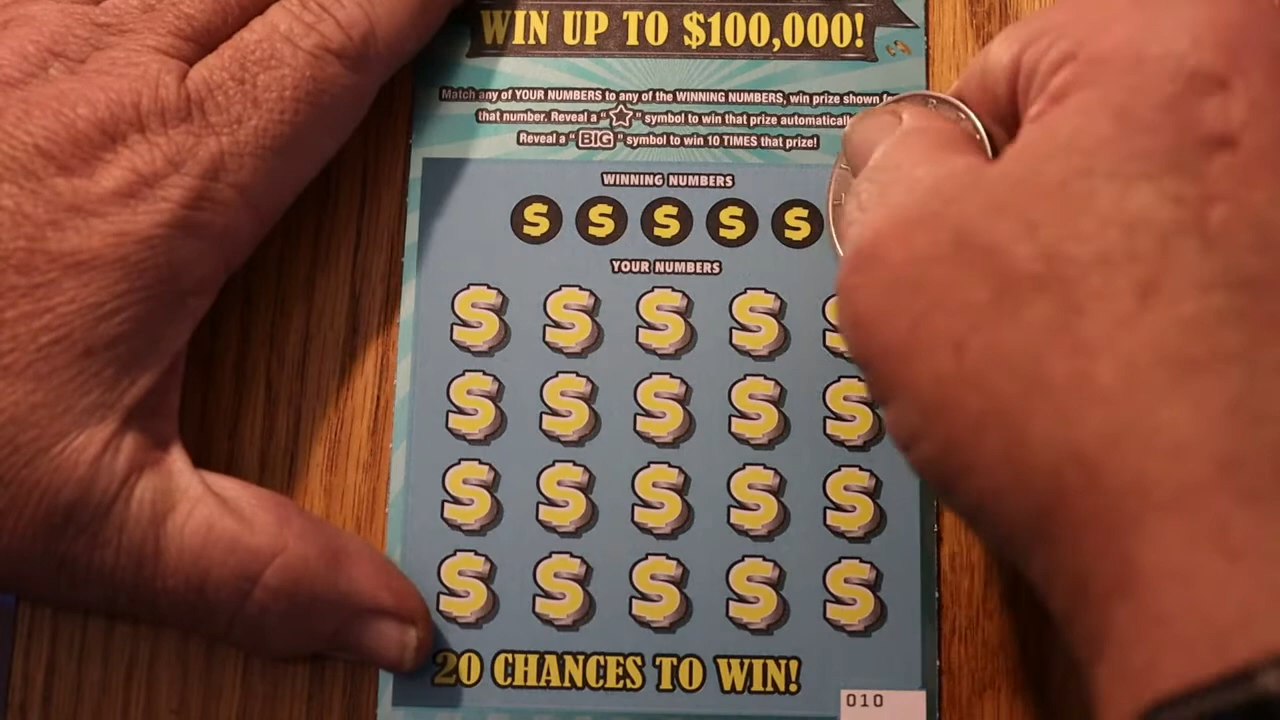 WIN UP TO $100,000!
Match any of YOUR NUMBERS to any of the WINNING NUMBERS, win prize shown
that number. Reveal a "☆" symbol to win that prize
Reveal a "BIG" symbol to win 10 TIMES that prize!
WINNING NUMBERS
$ $ $ $ $
YOUR NUMBERS
$ $ $ $ $
$ $ $ $ $
$ $ $ $ $
$ $ $ $ $
20 CHANCES TO WIN!
010